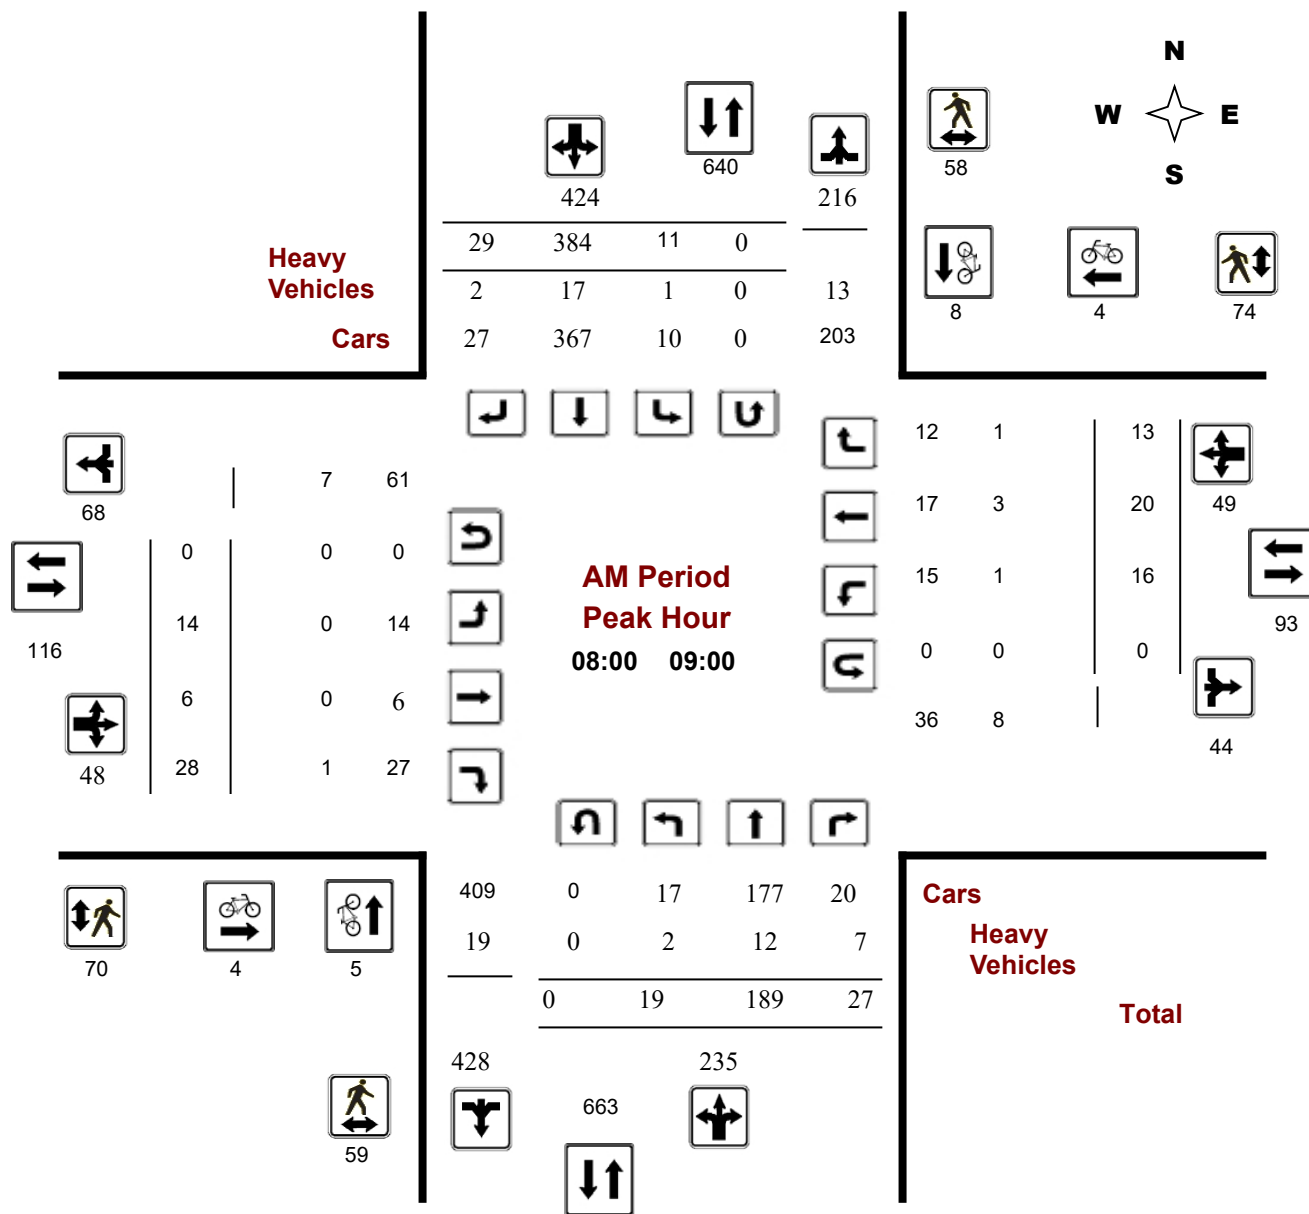 N
W E
S
640
58
424 216
29 384 11 0
Heavy
Vehicles
2 17 1 0 13
8 4 74
Cars 27 367 10 0 203
12 1 13
7 61
68
17 3 20 49
0 0 0
AM Period
15 1 16
Peak Hour
14 0 14
116
93
08:00 09:00
0 0 0
6 0 6
36 8
44
48
28 1 27
409 0 17 177 20
Cars
19 0 2 12 7
Heavy
Vehicles
70 4 5
0 19 189 27
Total
428 235
663
59